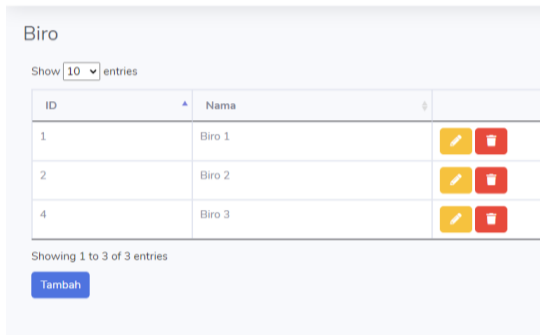 Biro
Show 10 entries
ID Nama
1 Biro 1
2 Biro 2
4 Biro 3
Showing 1 to 3 of 3 entries
Tambah